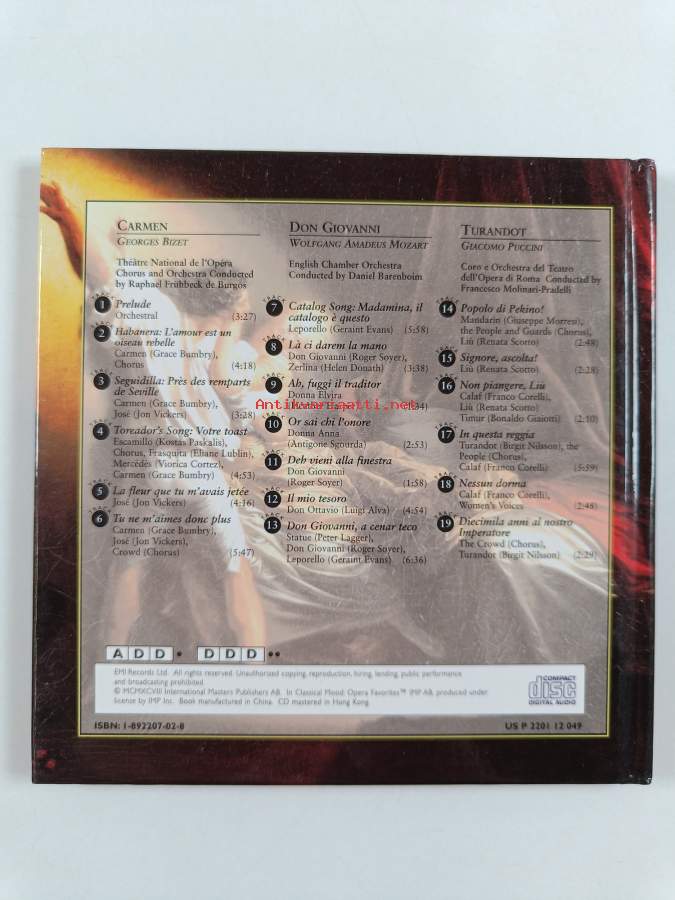 CARMEN
GEORGES BIZET
Théâtre National de l'Opéra
Chorus and Orchestra Conducted
by Raphael Frühbeck de Burgos
1 Prelude
Orchestral (3:27)
2 Habanera: L'amour est un
oiseau rebelle
Carmen (Grace Bumbry),
Chorus (4:18)
3 Seguidilla: Près des remparts
de Seville
Carmen (Grace Bumbry),
José (Jon Vickers) (3:28)
4 Toreador's Song: Votre toast
Escamillo (Kostas Paskalis),
Chorus, Frasquita (Eliane Lublin),
Mercédès (Viorica Cortez),
Carmen (Grace Bumbry) (4:53)
5 La fleur que tu m'avais jetée
José (Jon Vickers) (4:16)
6 Tu ne m'aimes donc plus
Carmen (Grace Bumbry),
José (Jon Vickers),
Crowd (Chorus) (5:47)
DON GIOVANNI
WOLFGANG AMADEUS MOZART
English Chamber Orchestra
Conducted by Daniel Barenboim
7 Catalog Song: Madamina, il
catalogo è questo
Leporello (Geraint Evans) (5:58)
8 Là ci darem la mano
Don Giovanni (Roger Soyer),
Zerlina (Helen Donath) (3:38)
9 Ah, fuggi il traditor
Donna Elvira
Antikvariaatti.net
10 Or sai chi l'onore
Donna Anna
(Antigone Sgourda) (2:53)
11 Deh vieni alla finestra
Don Giovanni
(Roger Soyer) (1:58)
12 Il mio tesoro
Don Ottavio (Luigi Alva) (4:54)
13 Don Giovanni, a cenar teco
Statue (Peter Lagger),
Don Giovanni (Roger Soyer),
Leporello (Geraint Evans) (6:36)
TURANDOT
GIACOMO PUCCINI
Coro e Orchestra del Teatro
dell'Opera di Roma Conducted by
Francesco Molinari-Pradelli
14 Popolo di Pekino!
Mandarin (Giuseppe Morresi),
the People and Guards (Chorus),
Liù (Renata Scotto) (2:48)
15 Signore, ascolta!
Liù (Renata Scotto) (2:28)
16 Non piangere, Liù
Calaf (Franco Corelli),
Liù (Renata Scotto)
Timur (Bonaldo Giaiotti) (2:10)
17 In questa reggia
Turandot (Birgit Nilsson), the
People (Chorus),
Calaf (Franco Corelli) (5:59)
18 Nessun dorma
Calaf (Franco Corelli),
Women's Voices (2:45)
19 Diecimila anni al nostro
Imperatore
The Crowd (Chorus),
Turandot (Birgit Nilsson) (2:29)
ADD • DDD ••
EMI Records Ltd. All rights reserved. Unauthorized copying, reproduction, hiring, lending, public performance
and broadcasting prohibited.
© MCMXCVIII International Masters Publishers AB. In Classical Mood: Opera Favorites™ IMP AB, produced under
license by IMP Inc. Book manufactured in China. CD mastered in Hong Kong.
COMPACT
disc
DIGITAL AUDIO
ISBN: 1-892207-02-8
US P 2201 12 049